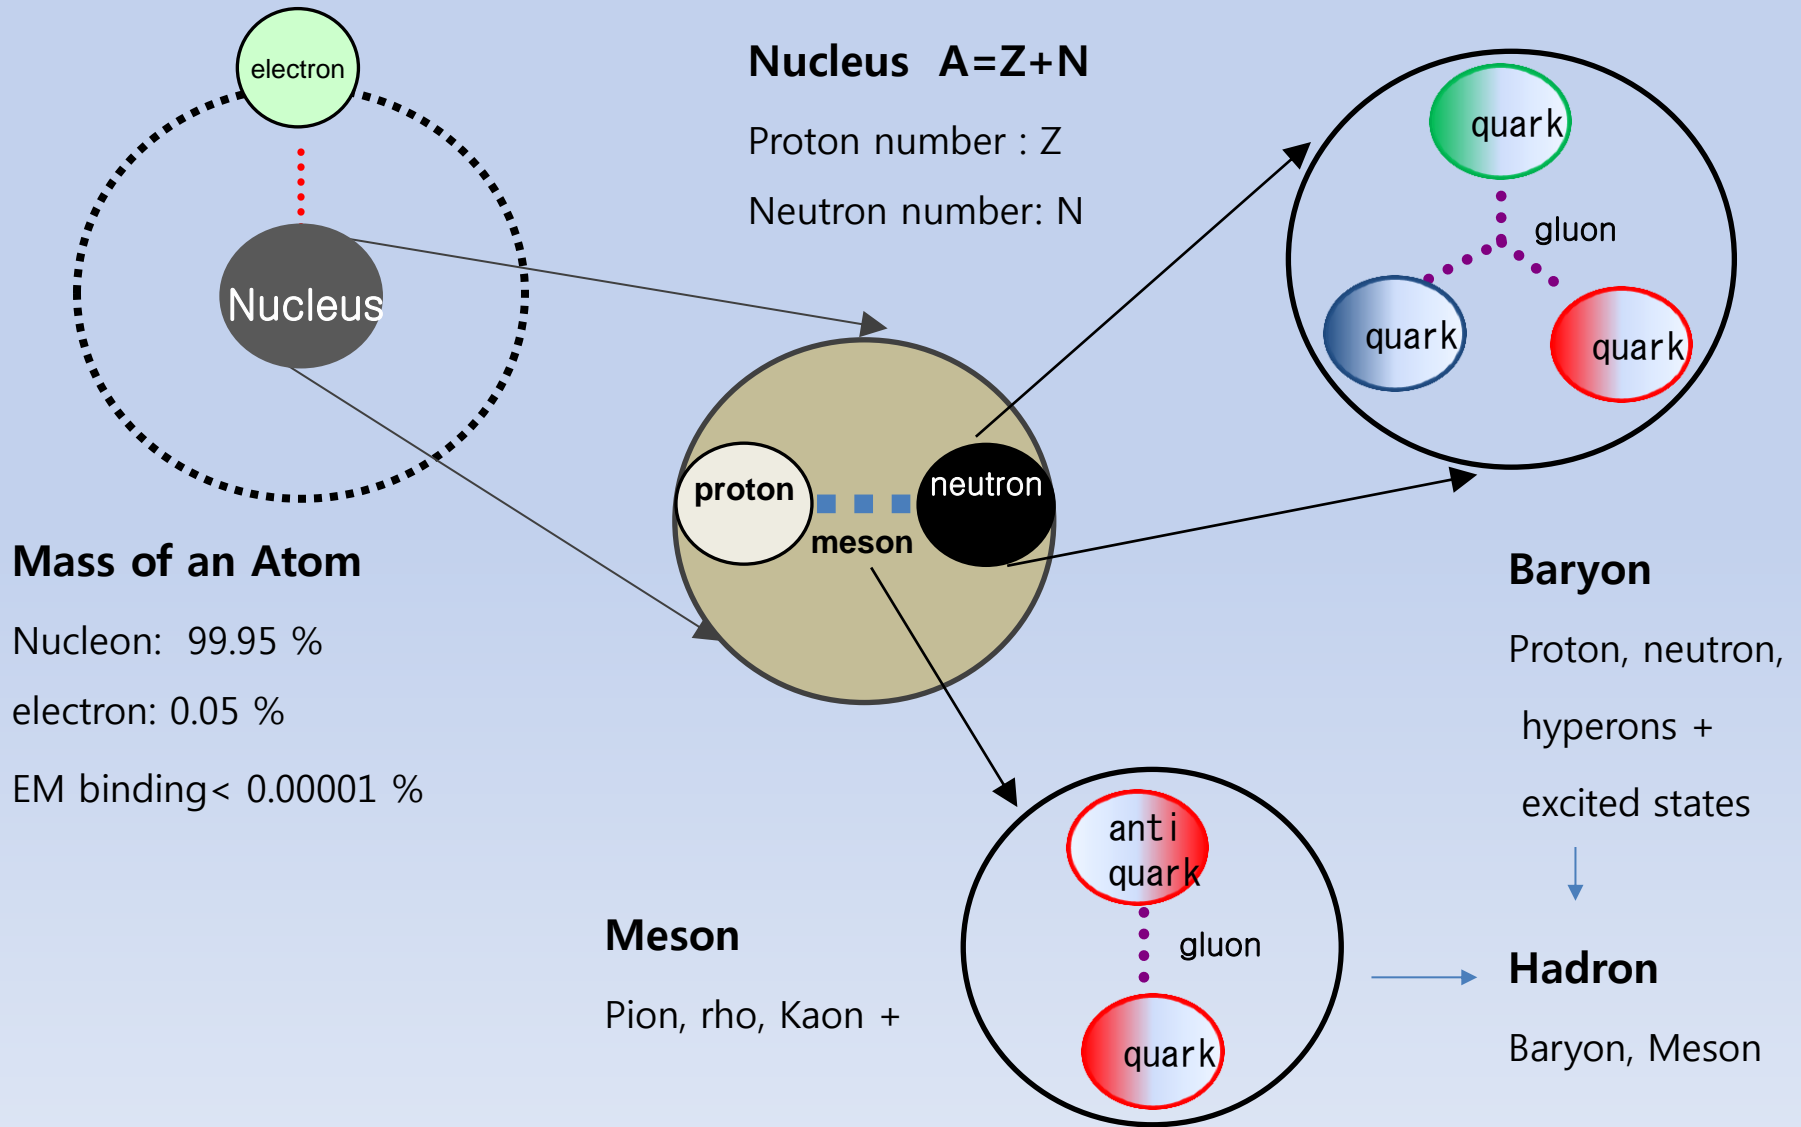 electron
Nucleus
Nucleus A=Z+N
Proton number : Z
Neutron number: N
quark
gluon
quark
quark
proton
neutron
meson
Mass of an Atom
Nucleon: 99.95 %
electron: 0.05 %
EM binding< 0.00001 %
Baryon
Proton, neutron,
hyperons +
excited states
anti
quark
gluon
quark
Meson
Pion, rho, Kaon +
Hadron
Baryon, Meson